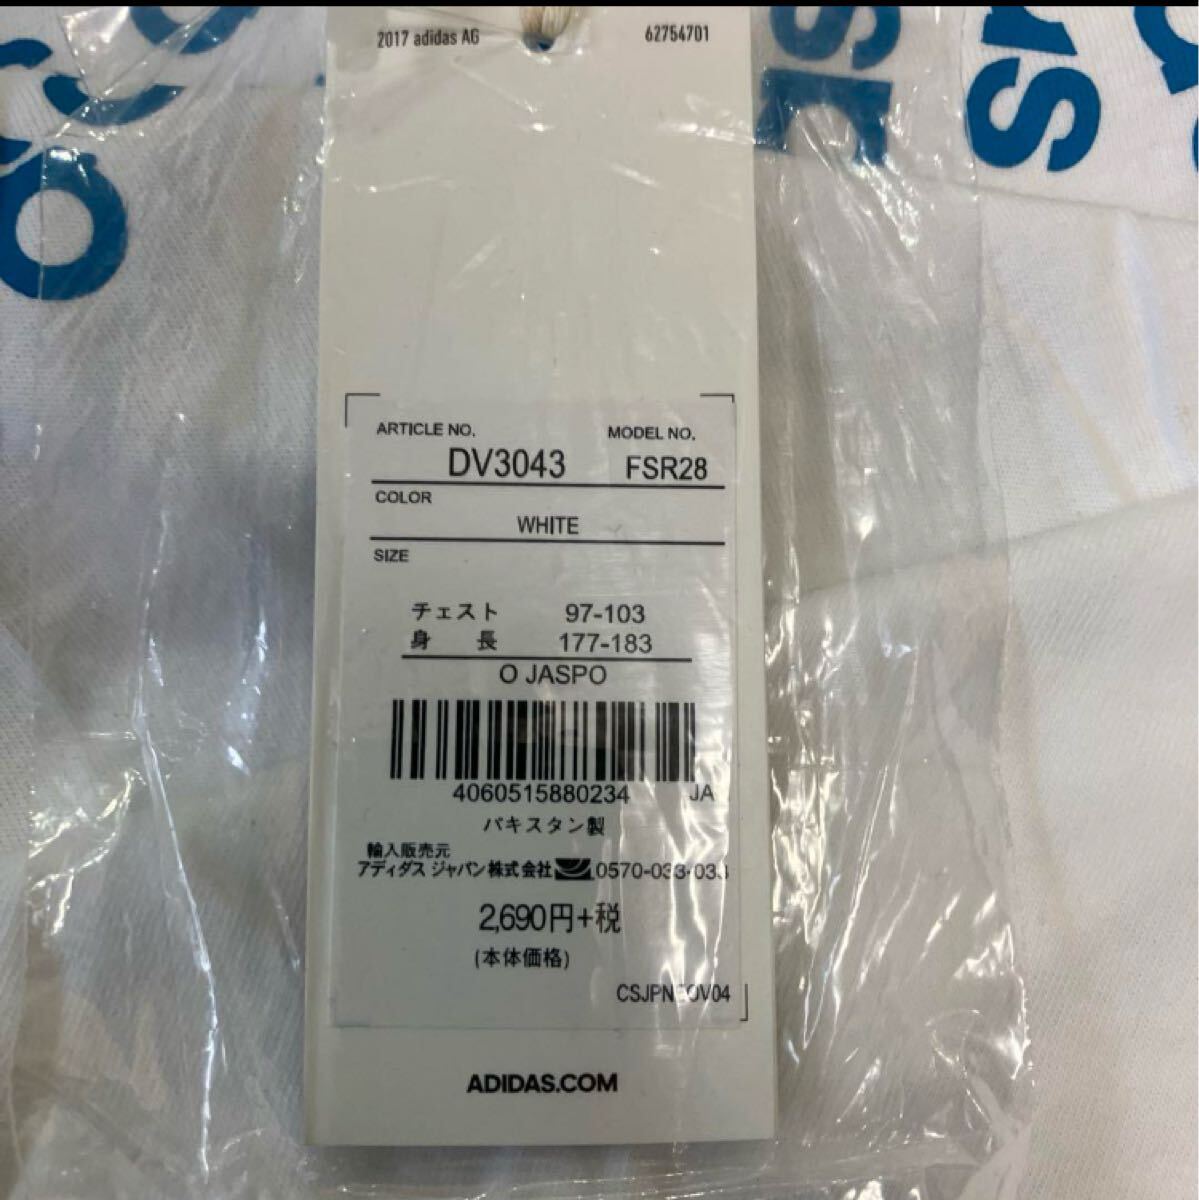 2017 adidas AG 62754701
ARTICLE NO. MODEL NO.
DV3043 FSR28
COLOR
WHITE
SIZE
チェスト 97-103
身 長 177-183
O JASPO
4060515880234 JA
パキスタン製
輸入販売元
アディダス ジャパン株式会社 0570-033-033
2,690円+税
(本体価格)
ADIDAS.COM